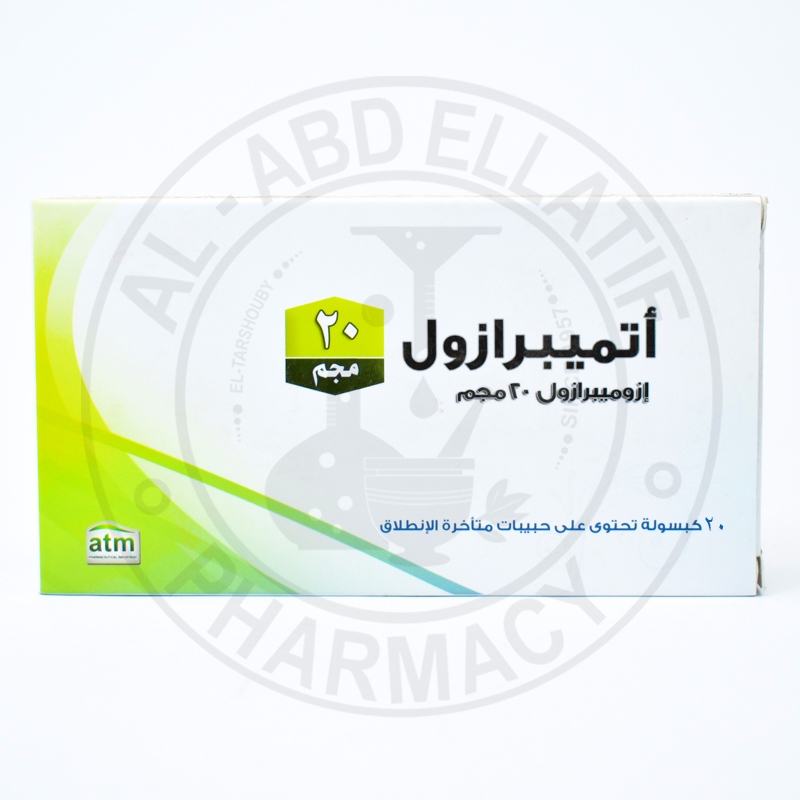 AL - ABD ELLATIF
EL-TARSHOUBY
٢٠
مجم
أتميبرازول
إزوميبرازول ٢٠ مجم
٢٠ كبسولة تحتوى على حبيبات متأخرة الإنطلاق
atm
PHARMACY